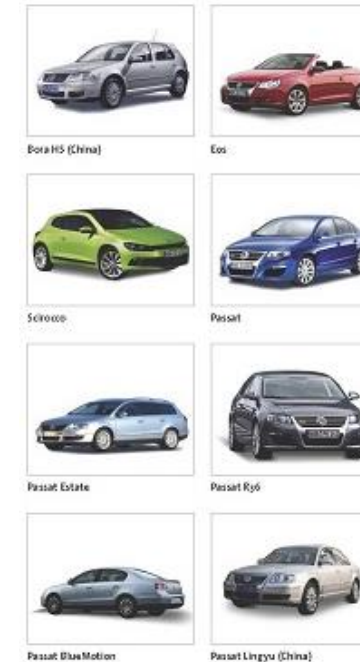 Bora HS (China)
Eos
Scirocco
Passat
Passat Estate
Passat R36
Passat BlueMotion
Passat Lingyu (China)